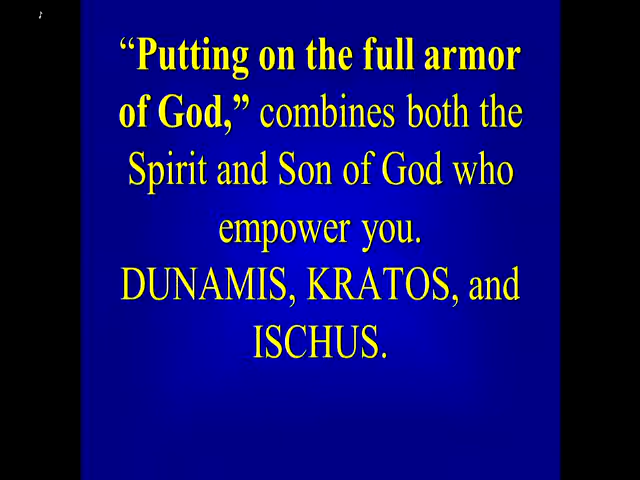 “Putting on the full armor
of God,” combines both the
Spirit and Son of God who
empower you.
DUNAMIS, KRATOS, and
ISCHUS.